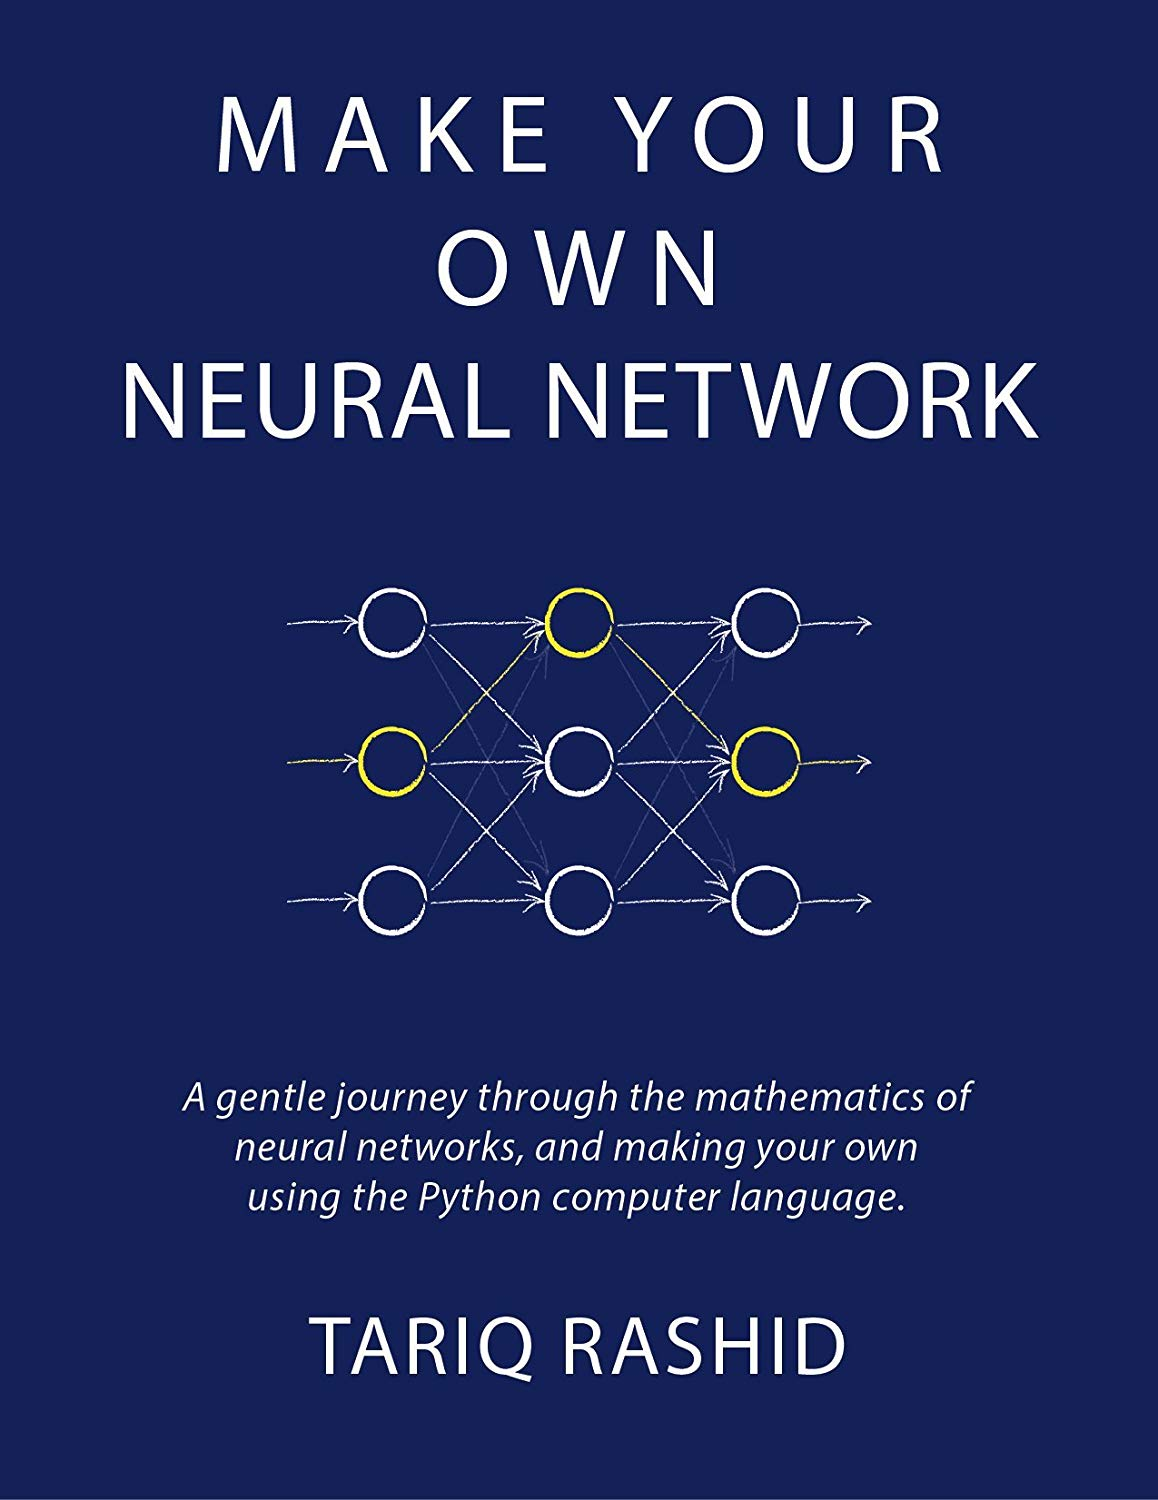 MAKE YOUR
OWN
NEURAL NETWORK
A gentle journey through the mathematics of
neural networks, and making your own
using the Python computer language.
TARIQ RASHID